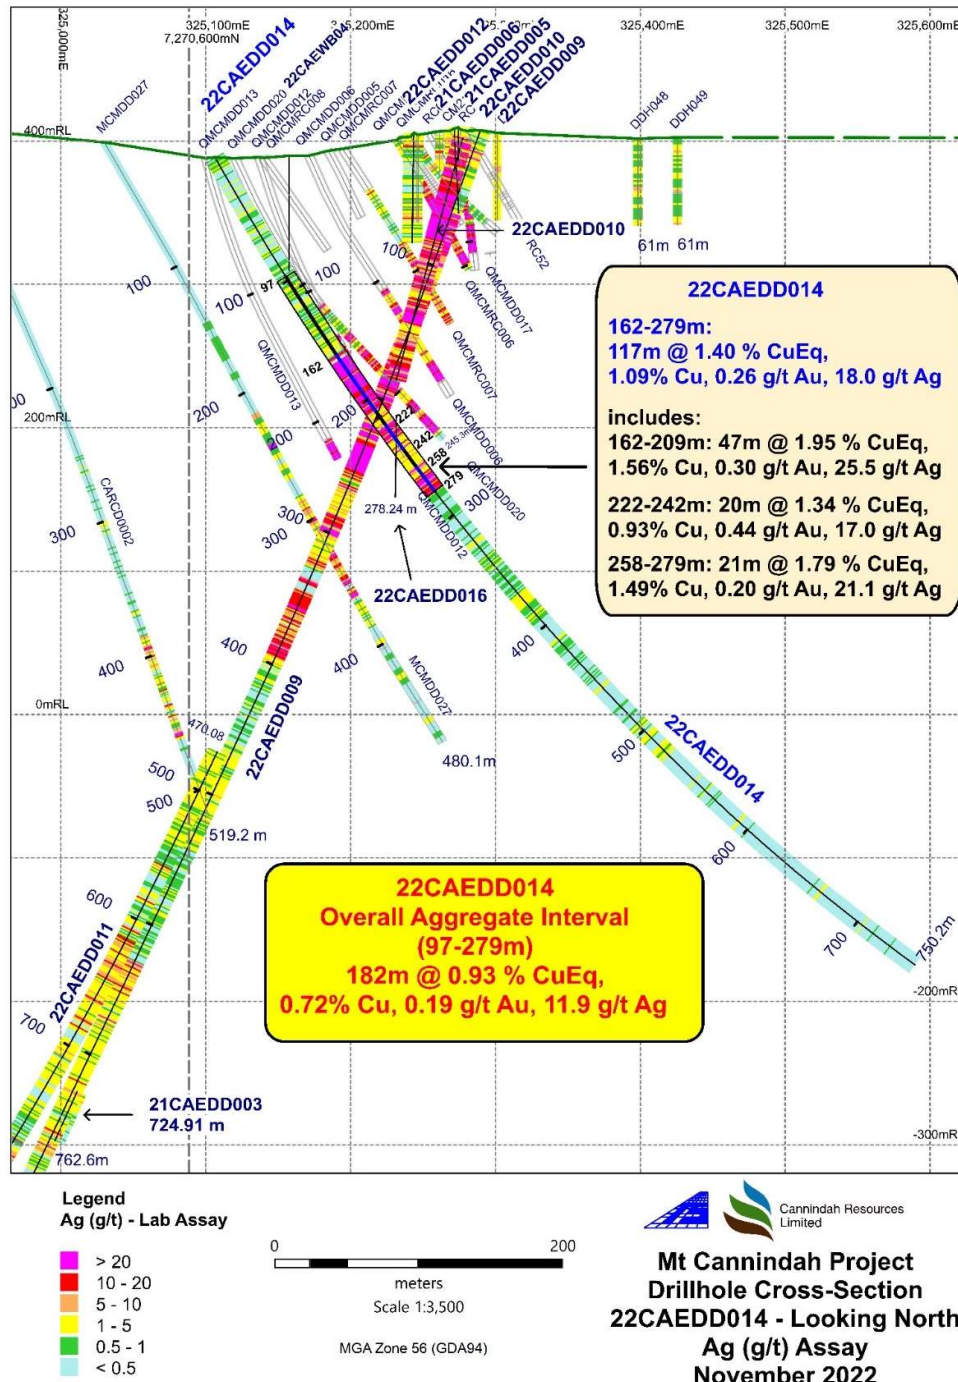 325,000mE
325,100mE
7,270,600mN
325,200mE
325,400mE
325,500mE
325,600mE
MCMDD027
22CAEDD014
QMCMDD013
QMCMDD020
22CAEWB04
QMCMDD012
QMCMRC008
QMCMDD006
QMCMDD005
QMCMRC007
22CAEDD012
21CAEDD006
21CAEDD005
22CAEDD010
22CAEDD009
DDH048
DDH049
400mRL
22CAEDD010
RC52
61m
61m
100
100
97
100
100
QMCMDD017
QMCMRC006
22CAEDD014
162-279m:
117m @ 1.40 % CuEq,
1.09% Cu, 0.26 g/t Au, 18.0 g/t Ag
includes:
162-209m: 47m @ 1.95 % CuEq,
1.56% Cu, 0.30 g/t Au, 25.5 g/t Ag
222-242m: 20m @ 1.34 % CuEq,
0.93% Cu, 0.44 g/t Au, 17.0 g/t Ag
258-279m: 21m @ 1.79 % CuEq,
1.49% Cu, 0.20 g/t Au, 21.1 g/t Ag
QMCMDD013
162
QMCMRC007
200mRL
200
200
200
222
242
258
245.3m
279
QMCMDD006
QMCMDD020
CARCD0002
300
300
300
278.24 m
QMCMDD012
300
22CAEDD016
400
400
400
400
22CAEDD009
MCMDD027
0mRL
470.08
480.1m
500
22CAEDD014
500
500
519.2 m
600
600
22CAEDD011
22CAEDD014
Overall Aggregate Interval
(97-279m)
182m @ 0.93 % CuEq,
0.72% Cu, 0.19 g/t Au, 11.9 g/t Ag
700
750.2m
-200mR
700
21CAEDD003
724.91 m
762.6m
-300mR
Legend
Ag (g/t) - Lab Assay
> 20
10 - 20
5 - 10
1 - 5
0.5 - 1
< 0.5
0
200
meters
Scale 1:3,500
MGA Zone 56 (GDA94)
Cannindah Resources
Limited
Mt Cannindah Project
Drillhole Cross-Section
22CAEDD014 - Looking North
Ag (g/t) Assay
November 2022